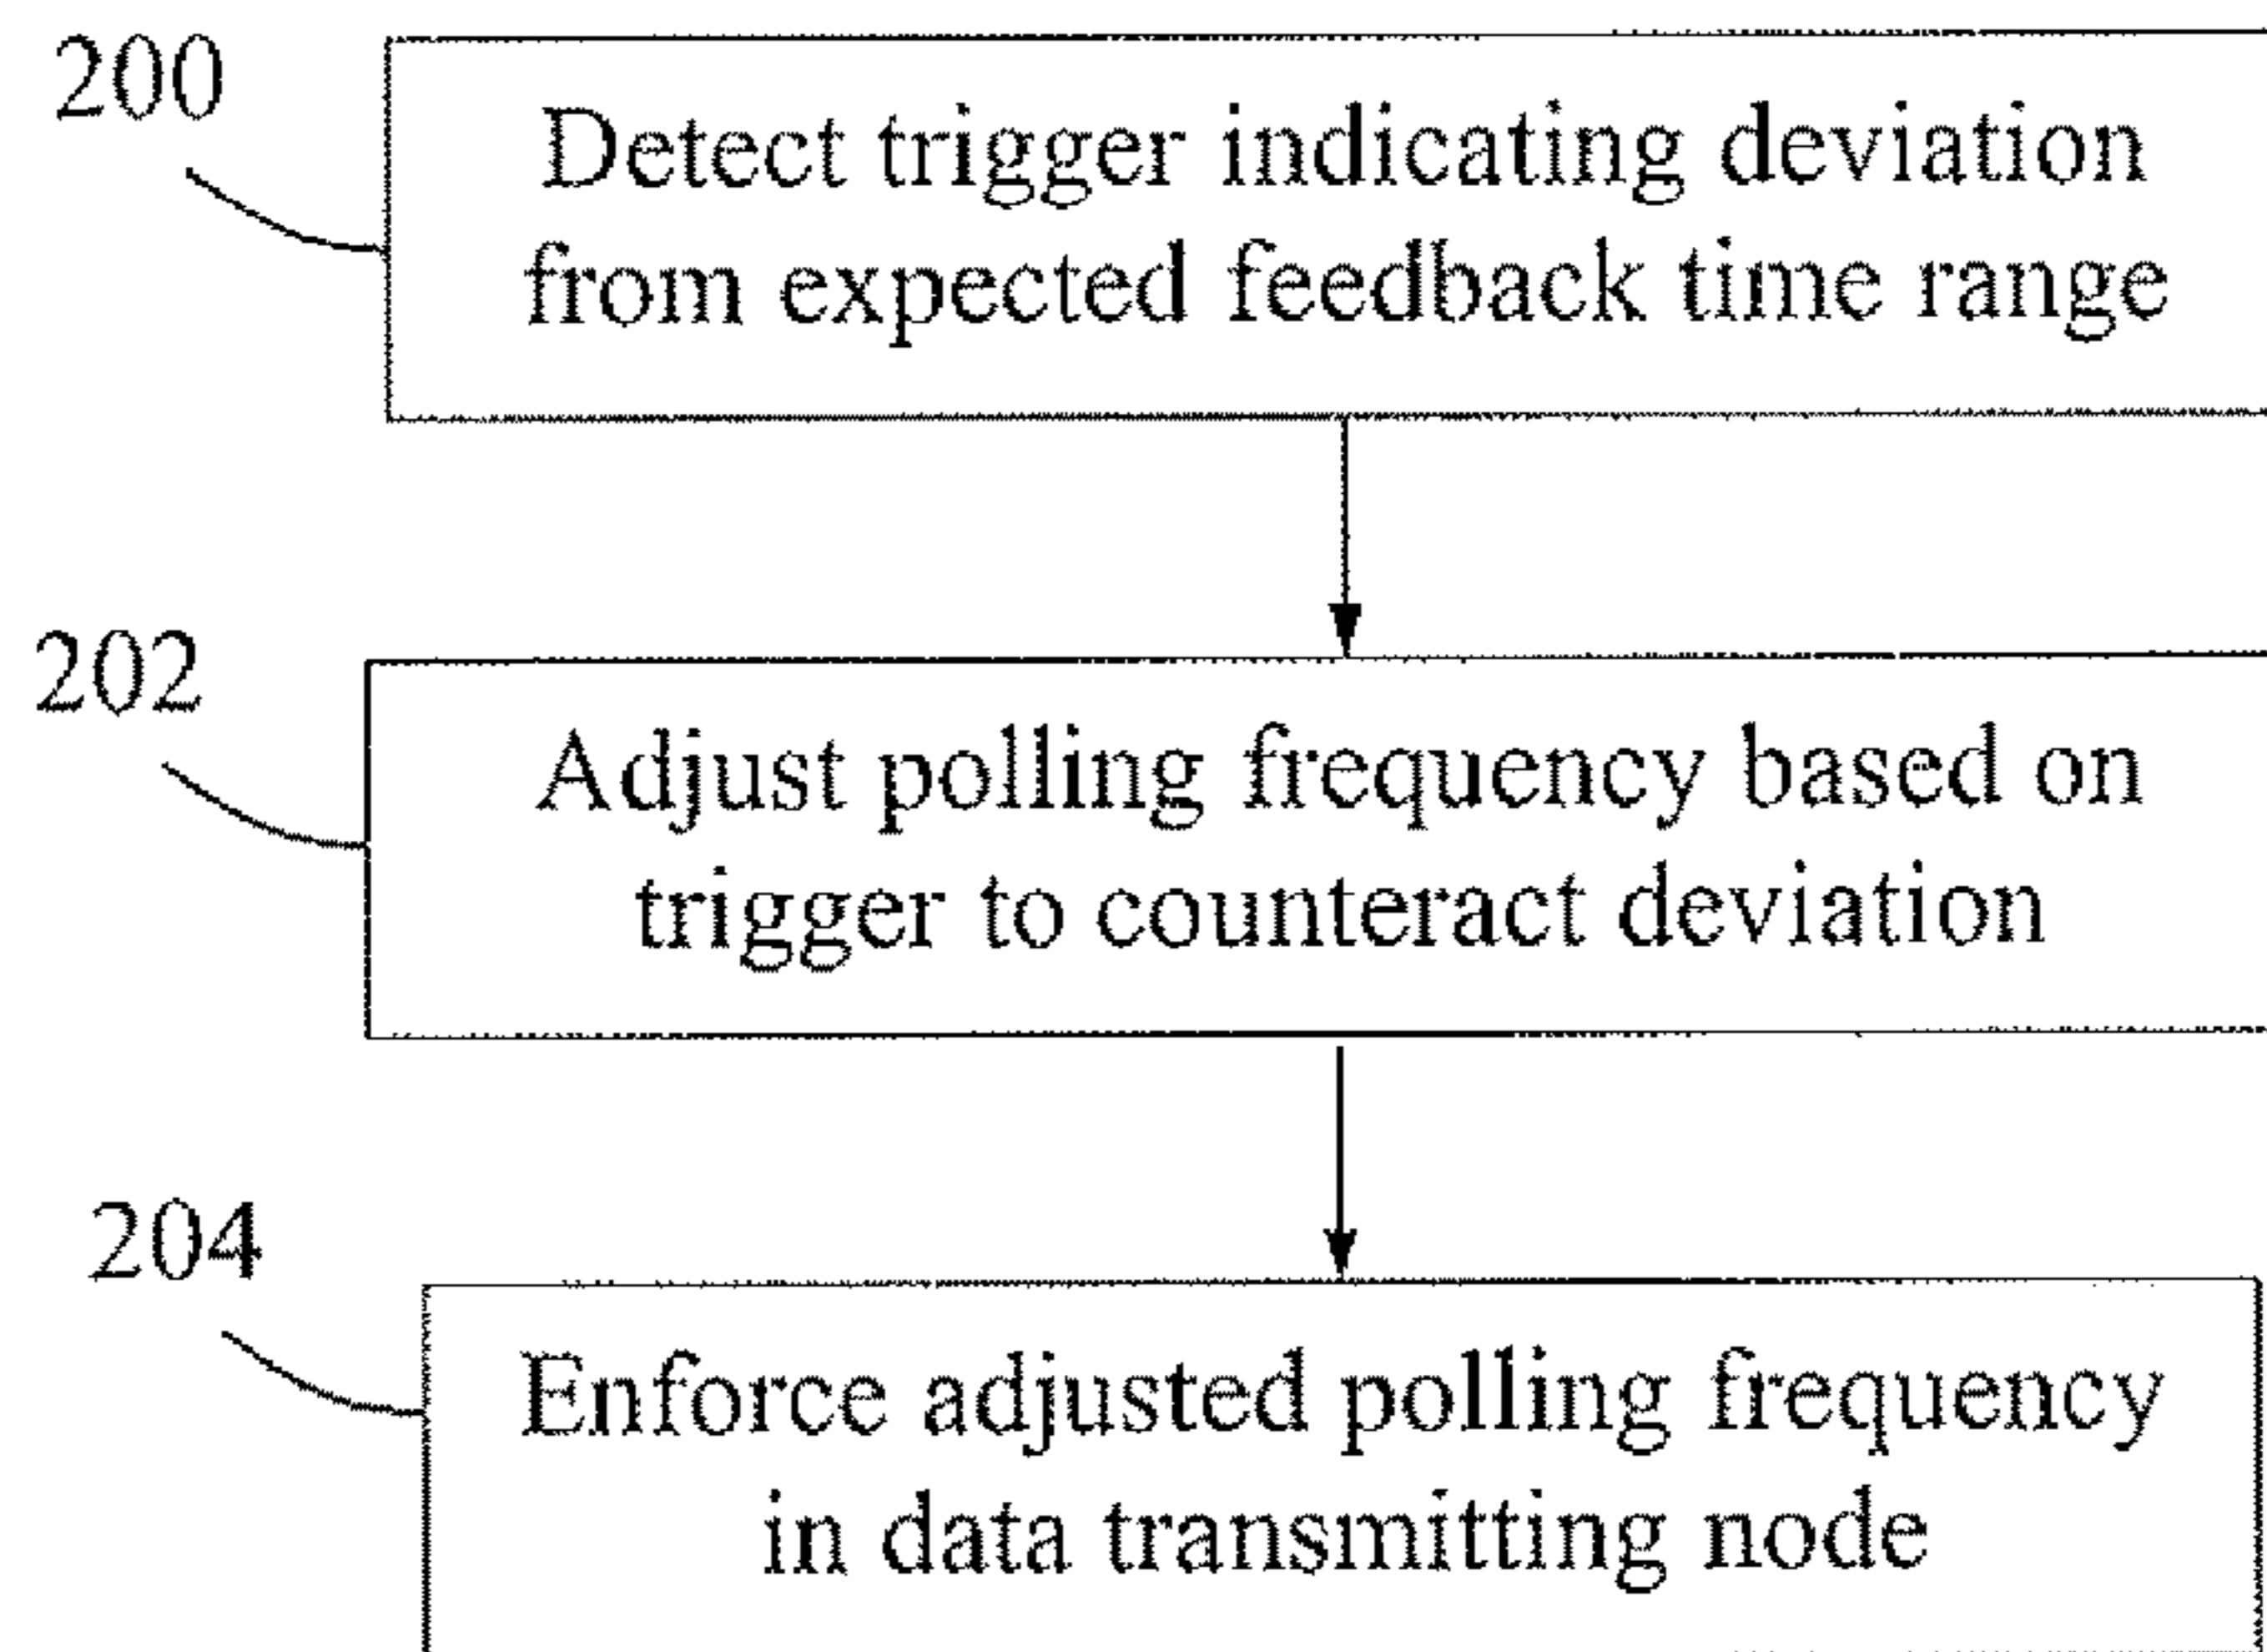 200
Detect trigger indicating deviation
from expected feedback time range
202
Adjust polling frequency based on
trigger to counteract deviation
204
Enforce adjusted polling frequency
in data transmitting node